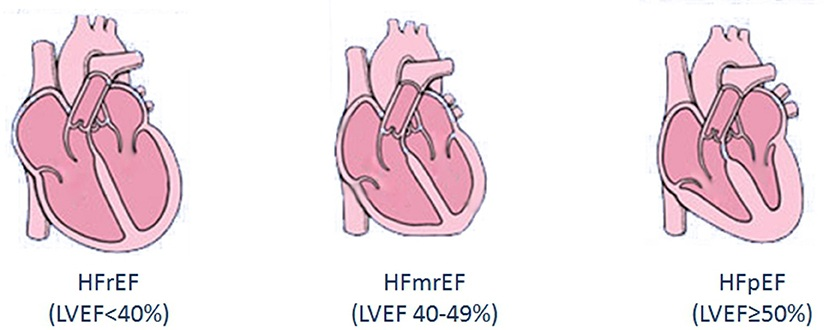 HFrEF
(LVEF<40%)
HFmrEF
(LVEF 40-49%)
HFpEF
(LVEF≥50%)